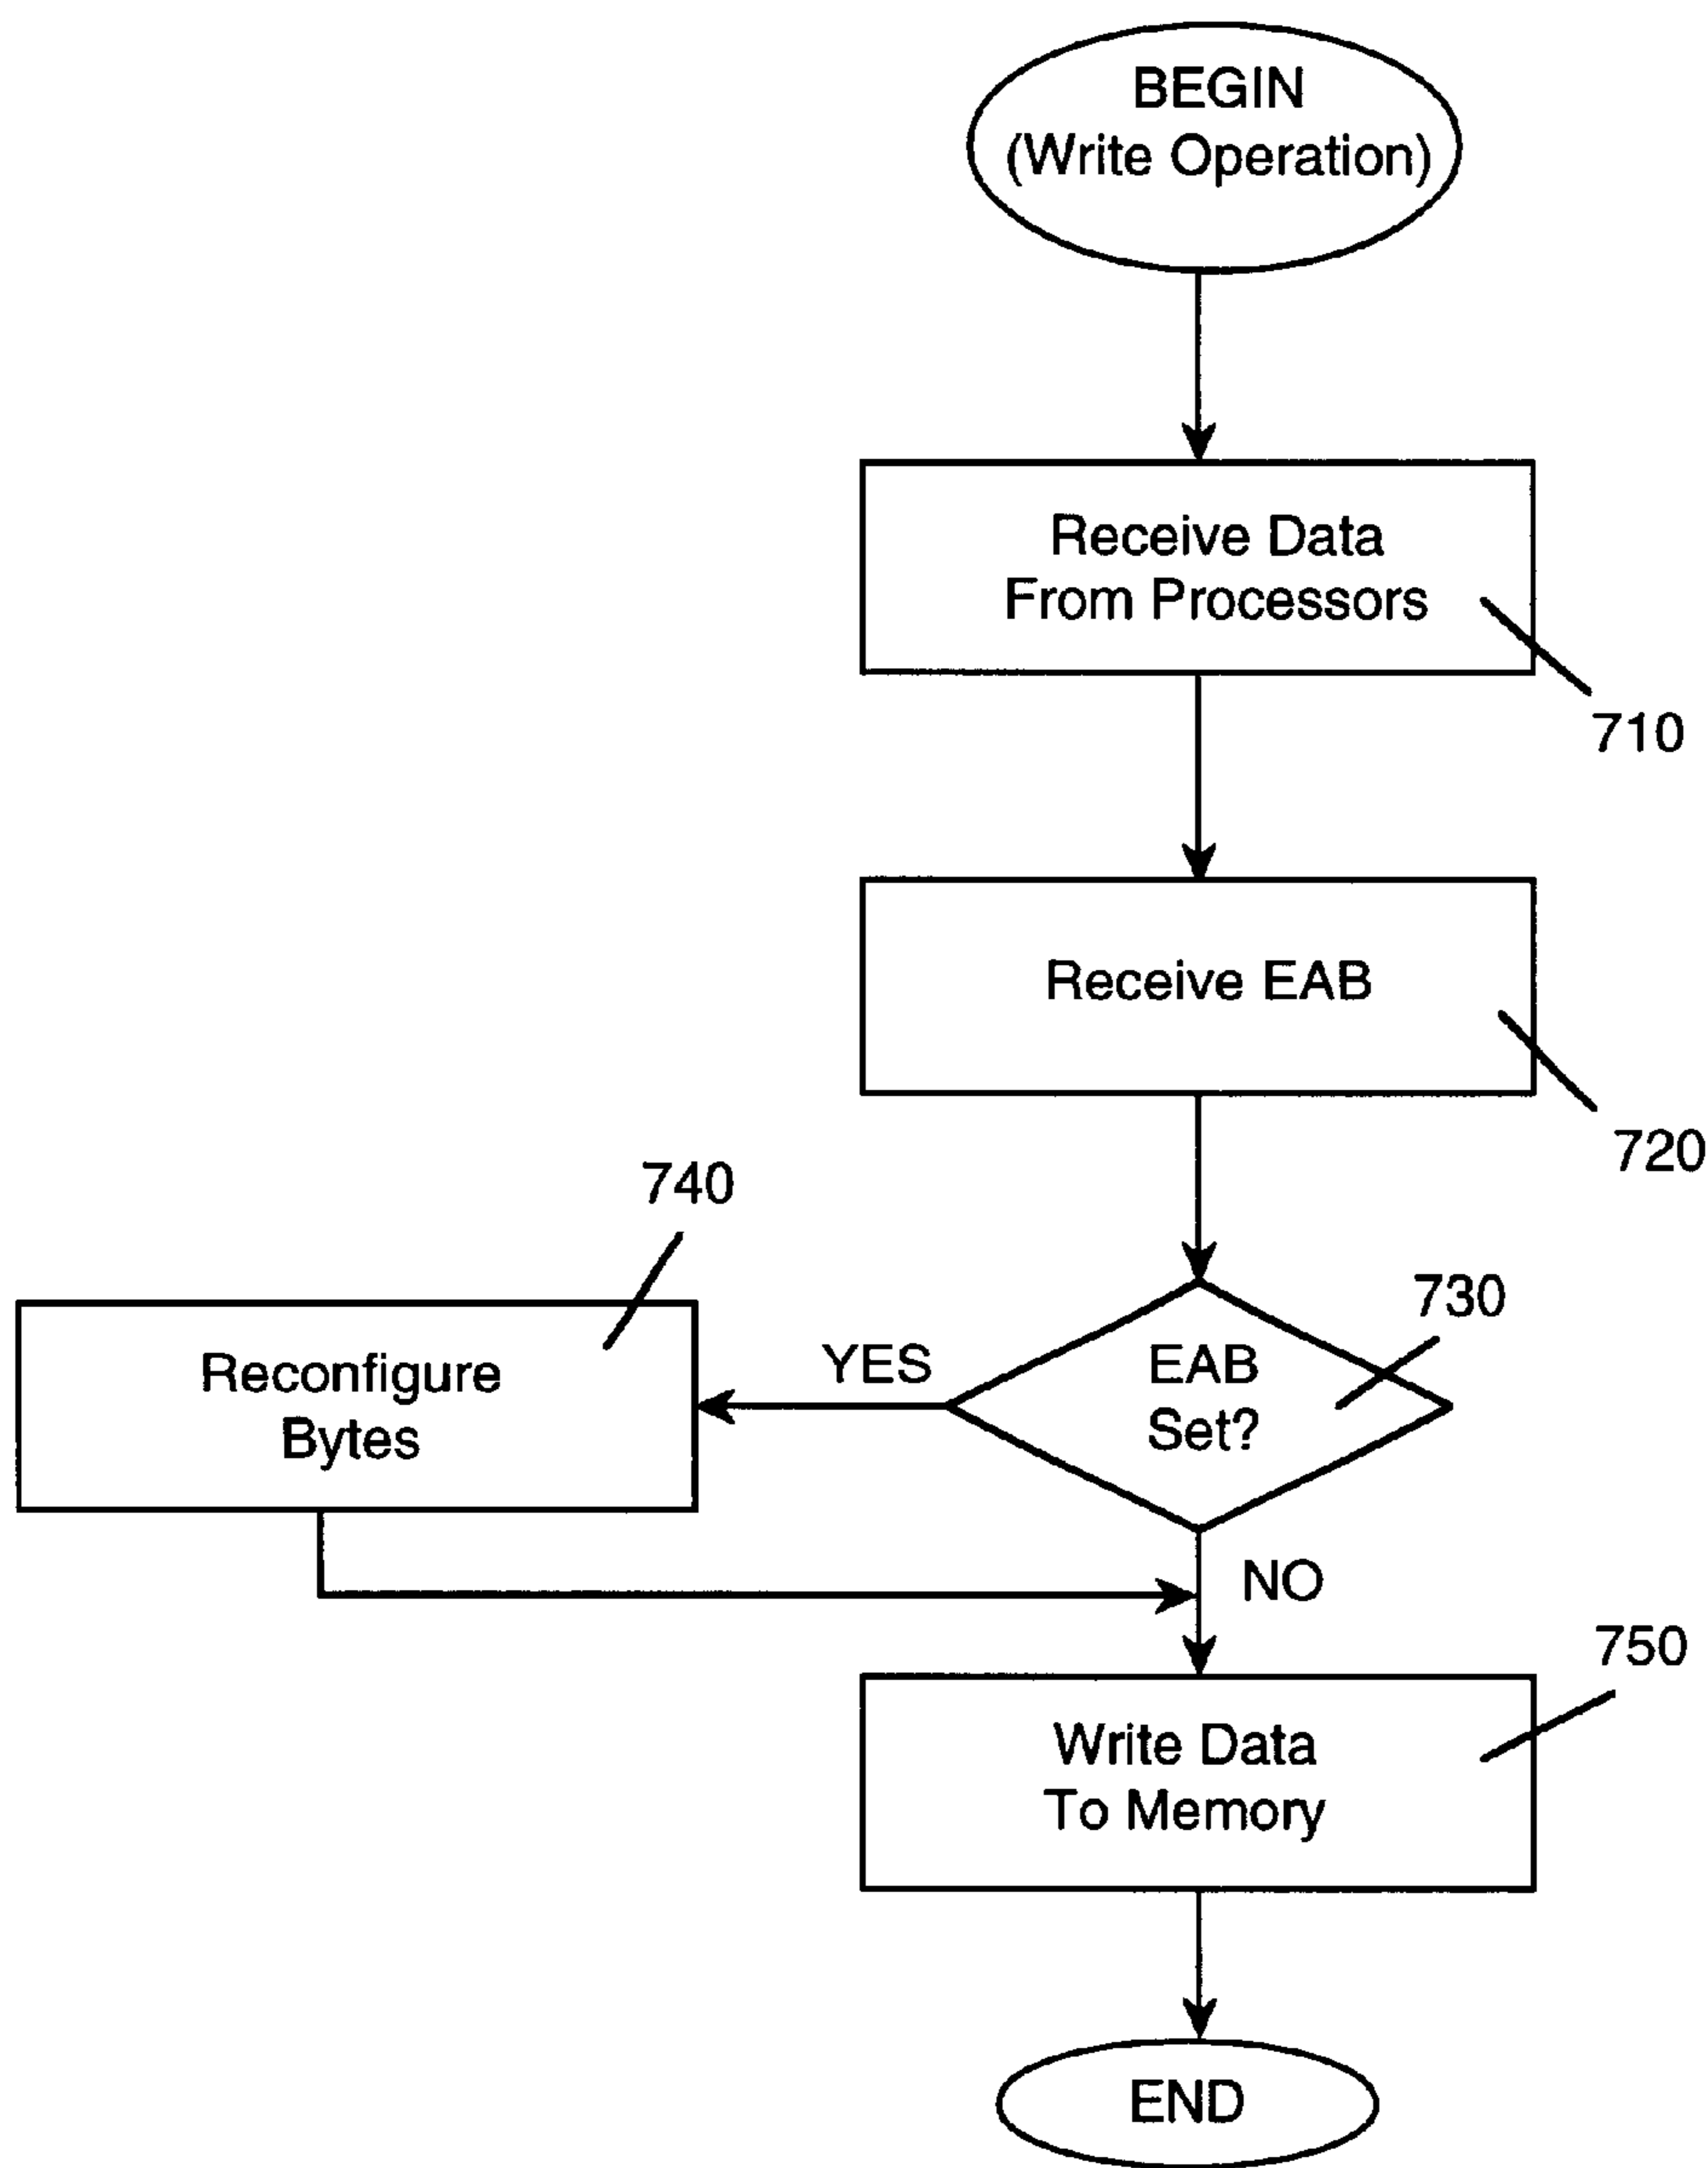 BEGIN
(Write Operation)
Receive Data
From Processors
710
Receive EAB
720
740
730
Reconfigure
Bytes
YES
EAB
Set?
NO
750
Write Data
To Memory
END